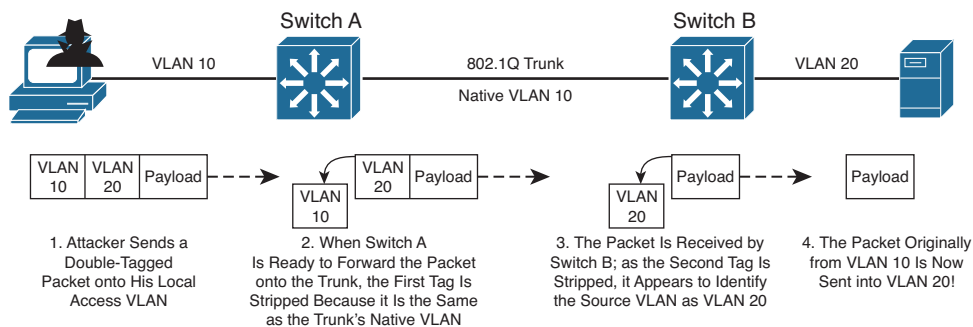 Switch A
Switch B
VLAN 10
802.1Q Trunk
Native VLAN 10
VLAN 20
VLAN
10
VLAN
20
Payload
VLAN
10
VLAN
20
Payload
VLAN
20
Payload
Payload
1. Attacker Sends a
Double-Tagged
Packet onto His Local
Access VLAN
2. When Switch A
Is Ready to Forward the Packet
onto the Trunk, the First Tag Is
Stripped Because it Is the Same
as the Trunk's Native VLAN
3. The Packet Is Received by
Switch B; as the Second Tag Is
Stripped, it Appears to Identify
the Source VLAN as VLAN 20
4. The Packet Originally
from VLAN 10 Is Now
Sent into VLAN 20!